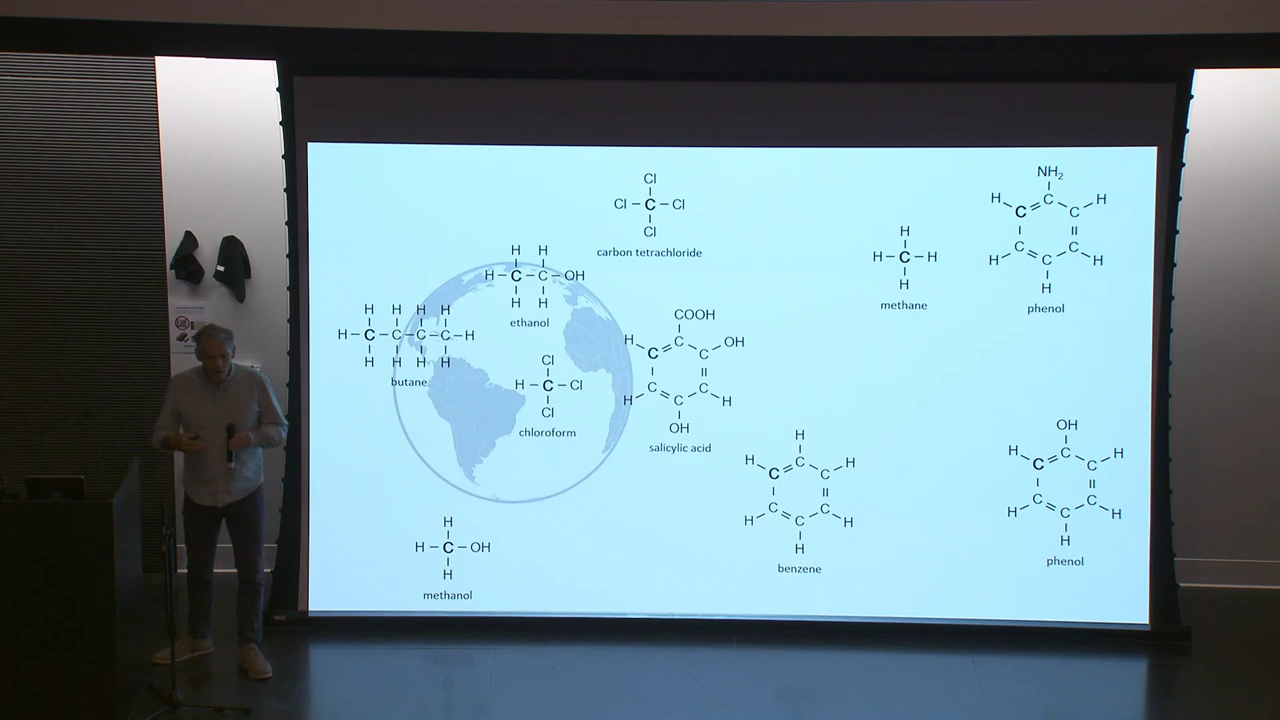 Cl
Cl – C – Cl
Cl
carbon tetrachloride
H H
H – C – C – OH
H H
ethanol
H H H H
H – C – C – C – C – H
H H H H
butane
Cl
H – C – Cl
Cl
chloroform
COOH
H C OH
C C
C C
H C H
OH
salicylic acid
H
H – C – H
H
methane
NH₂
H C H
C C
C C
H C H
H
phenol
H
H – C – OH
H
methanol
H
H C H
C C
C C
H C H
H
benzene
OH
H C H
C C
C C
H C H
H
phenol